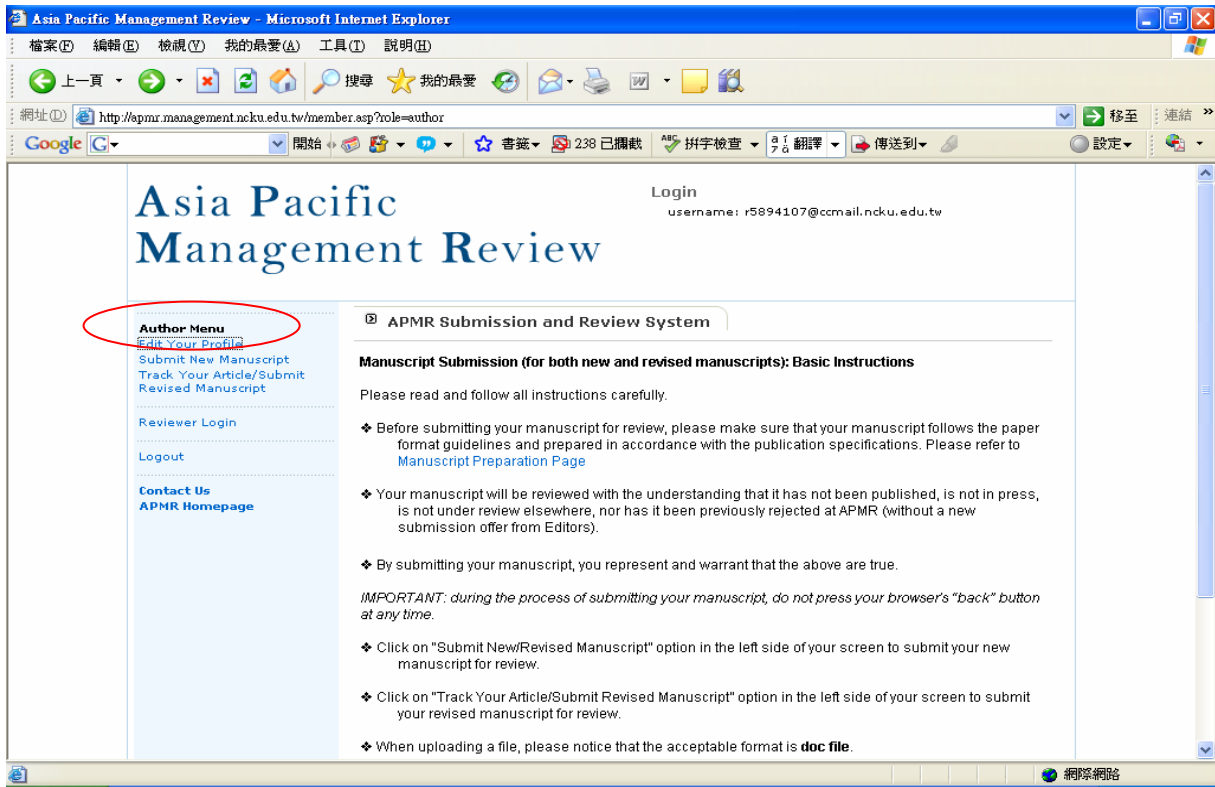 Asia Pacific Management Review - Microsoft Internet Explorer
檔案(F) 編輯(E) 檢視(V) 我的最愛(A) 工具(T) 說明(H)
上一頁 搜尋 我的最愛
網址(D) http://apmr.management.ncku.edu.tw/member.asp?role=author 移至 連結 »
Google G 開始 書籤 238 已攔截 ABC 拼字檢查 翻譯 傳送到 設定
Asia Pacific
Management Review
Login
username: r5894107@ccmail.ncku.edu.tw
Author Menu
Edit Your Profile
Submit New Manuscript
Track Your Article/Submit
Revised Manuscript
Reviewer Login
Logout
Contact Us
APMR Homepage
APMR Submission and Review System
Manuscript Submission (for both new and revised manuscripts): Basic Instructions
Please read and follow all instructions carefully.
❖ Before submitting your manuscript for review, please make sure that your manuscript follows the paper
format guidelines and prepared in accordance with the publication specifications. Please refer to
Manuscript Preparation Page
❖ Your manuscript will be reviewed with the understanding that it has not been published, is not in press,
is not under review elsewhere, nor has it been previously rejected at APMR (without a new
submission offer from Editors).
❖ By submitting your manuscript, you represent and warrant that the above are true.
IMPORTANT: during the process of submitting your manuscript, do not press your browser's "back" button
at any time.
❖ Click on "Submit New/Revised Manuscript" option in the left side of your screen to submit your new
manuscript for review.
❖ Click on "Track Your Article/Submit Revised Manuscript" option in the left side of your screen to submit
your revised manuscript for review.
❖ When uploading a file, please notice that the acceptable format is doc file.
網際網路